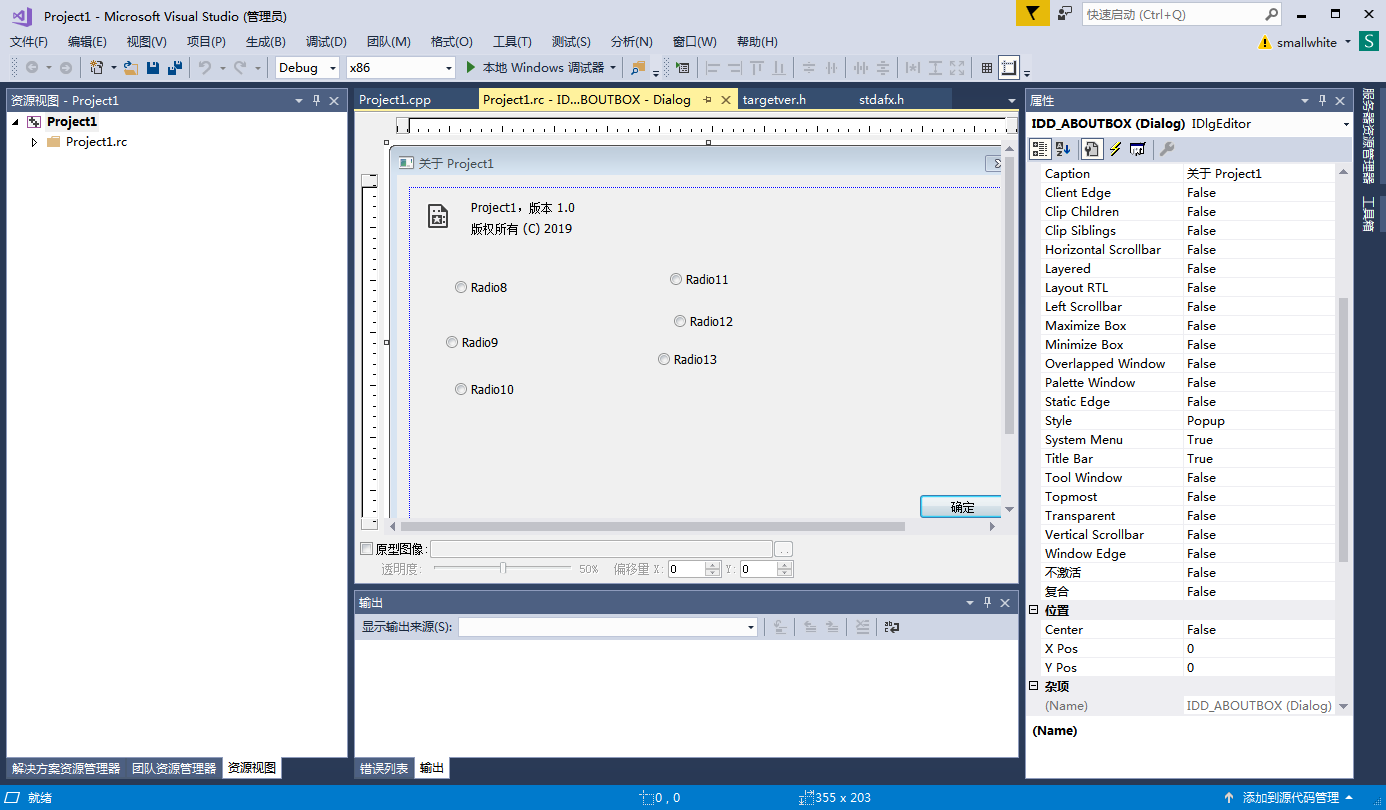 Project1 - Microsoft Visual Studio (管理员)
快速启动 (Ctrl+Q)
文件(F) 编辑(E) 视图(V) 项目(P) 生成(B) 调试(D) 团队(M) 格式(O) 工具(T) 测试(S) 分析(N) 窗口(W) 帮助(H)
smallwhite
S
Debug x86 本地 Windows 调试器
资源视图 - Project1
Project1
Project1.rc
解决方案资源管理器 团队资源管理器 资源视图
Project1.cpp Project1.rc - ID...BOUTBOX - Dialog targetver.h stdafx.h
关于 Project1
Project1，版本 1.0
版权所有 (C) 2019
Radio8
Radio11
Radio12
Radio9
Radio13
Radio10
确定
原型图像:
...
透明度: 50% 偏移量 X: 0 Y: 0
输出
显示输出来源(S):
错误列表 输出
属性
IDD_ABOUTBOX (Dialog) IDlgEditor
Caption 关于 Project1
Client Edge False
Clip Children False
Clip Siblings False
Horizontal Scrollbar False
Layered False
Layout RTL False
Left Scrollbar False
Maximize Box False
Minimize Box False
Overlapped Window False
Palette Window False
Static Edge False
Style Popup
System Menu True
Title Bar True
Tool Window False
Topmost False
Transparent False
Vertical Scrollbar False
Window Edge False
不激活 False
复合 False
位置
Center False
X Pos 0
Y Pos 0
杂项
(Name) IDD_ABOUTBOX (Dialog)
(Name)
服务器资源管理器
工具箱
就绪 0 , 0 355 x 203 添加到源代码管理